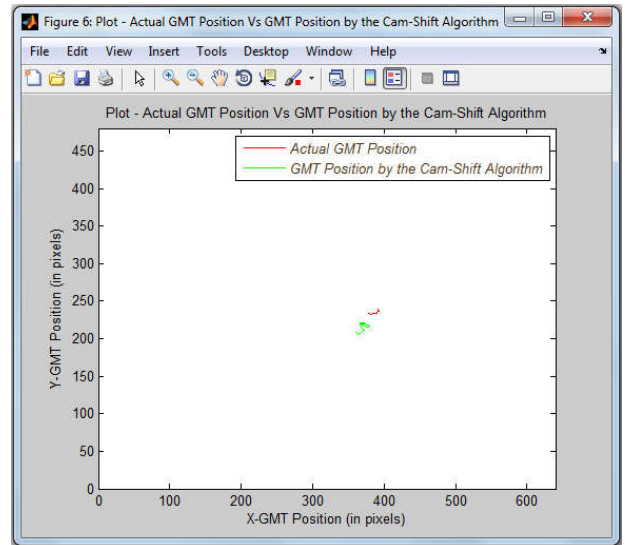 Figure 6: Plot - Actual GMT Position Vs GMT Position by the Cam-Shift Algorithm
File Edit View Insert Tools Desktop Window Help
Plot - Actual GMT Position Vs GMT Position by the Cam-Shift Algorithm
Actual GMT Position
GMT Position by the Cam-Shift Algorithm
450
400
350
300
250
200
150
100
50
0
Y-GMT Position (in pixels)
0 100 200 300 400 500 600
X-GMT Position (in pixels)